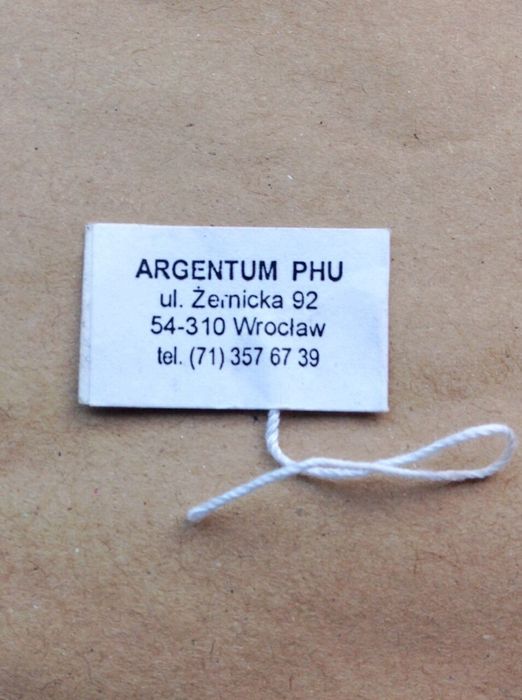 ARGENTUM PHU
ul. Żernicka 92
54-310 Wrocław
tel. (71) 357 67 39